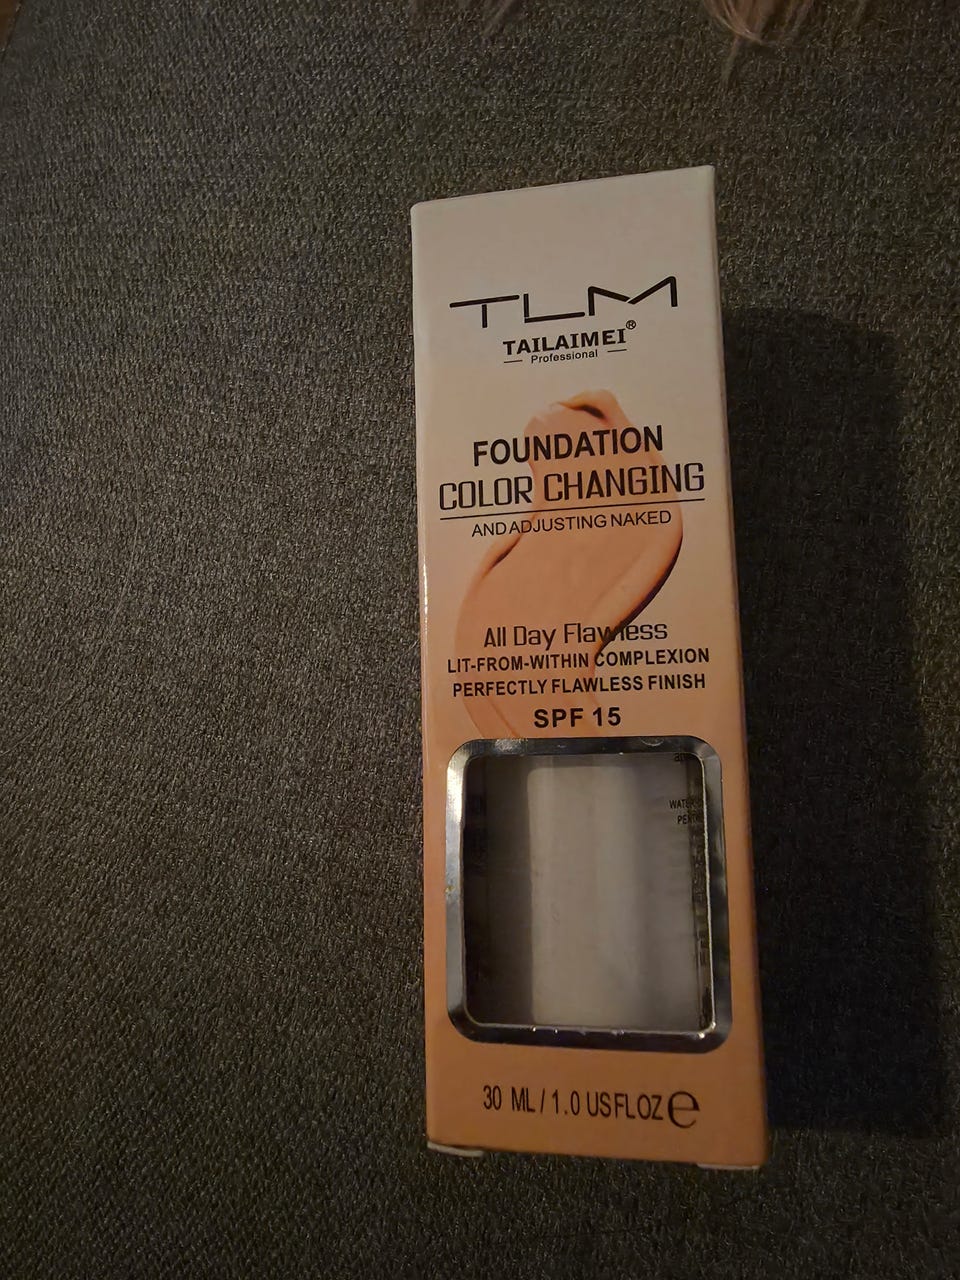 TLM
TAILAIMEI®
Professional
FOUNDATION
COLOR CHANGING
AND ADJUSTING NAKED
All Day Flawless
LIT-FROM-WITHIN COMPLEXION
PERFECTLY FLAWLESS FINISH
SPF 15
30 ML / 1.0 US FL OZ e